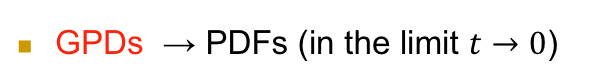 ▪ GPDs → PDFs (in the limit 𝑡 → 0)